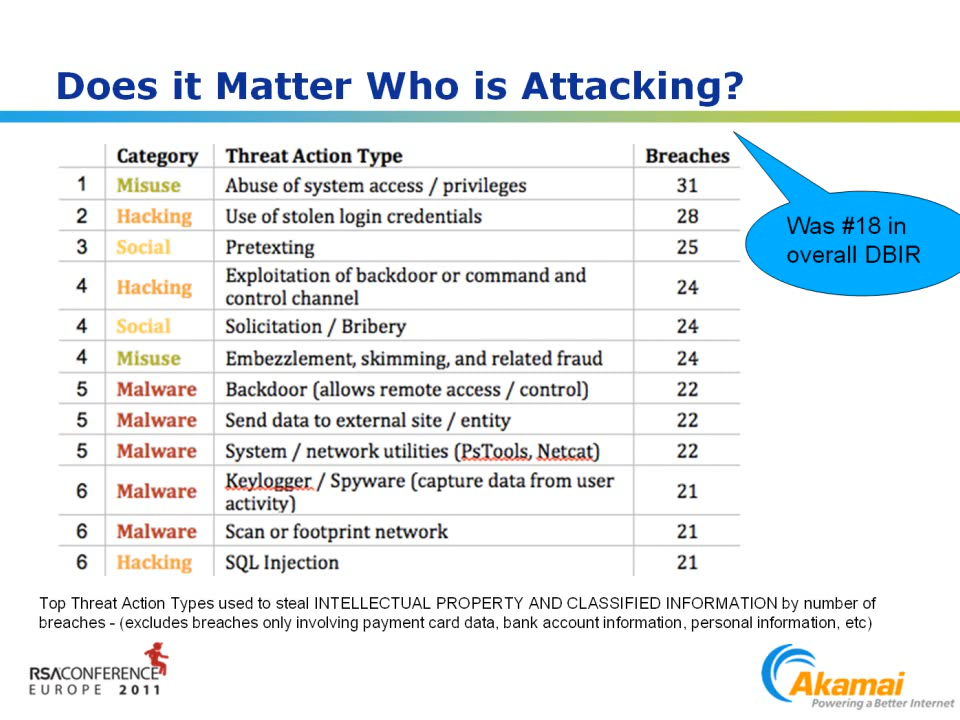 Does it Matter Who is Attacking?
Category Threat Action Type Breaches
1 Misuse Abuse of system access / privileges 31
2 Hacking Use of stolen login credentials 28
3 Social Pretexting 25
4 Hacking Exploitation of backdoor or command and
control channel 24
4 Social Solicitation / Bribery 24
4 Misuse Embezzlement, skimming, and related fraud 24
5 Malware Backdoor (allows remote access / control) 22
5 Malware Send data to external site / entity 22
5 Malware System / network utilities (PsTools, Netcat) 22
6 Malware Keylogger / Spyware (capture data from user
activity) 21
6 Malware Scan or footprint network 21
6 Hacking SQL Injection 21
Was #18 in
overall DBIR
Top Threat Action Types used to steal INTELLECTUAL PROPERTY AND CLASSIFIED INFORMATION by number of
breaches - (excludes breaches only involving payment card data, bank account information, personal information, etc)
RSACONFERENCE
EUROPE 2011
Akamai
Powering a Better Internet